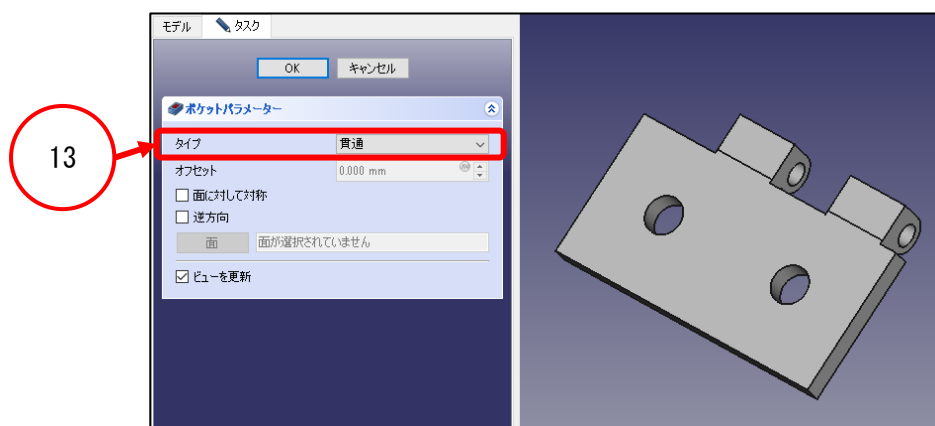 モデル タスク
OK キャンセル
ポケットパラメーター
13
タイプ 貫通
オフセット 0.000 mm
面に対して対称
逆方向
面 面が選択されていません
ビューを更新